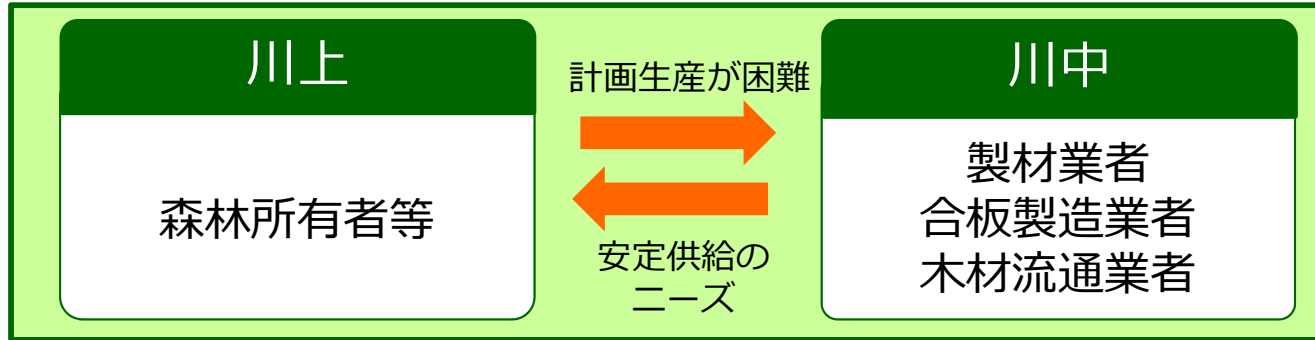 川上
森林所有者等
計画生産が困難
安定供給の
ニーズ
川中
製材業者
合板製造業者
木材流通業者